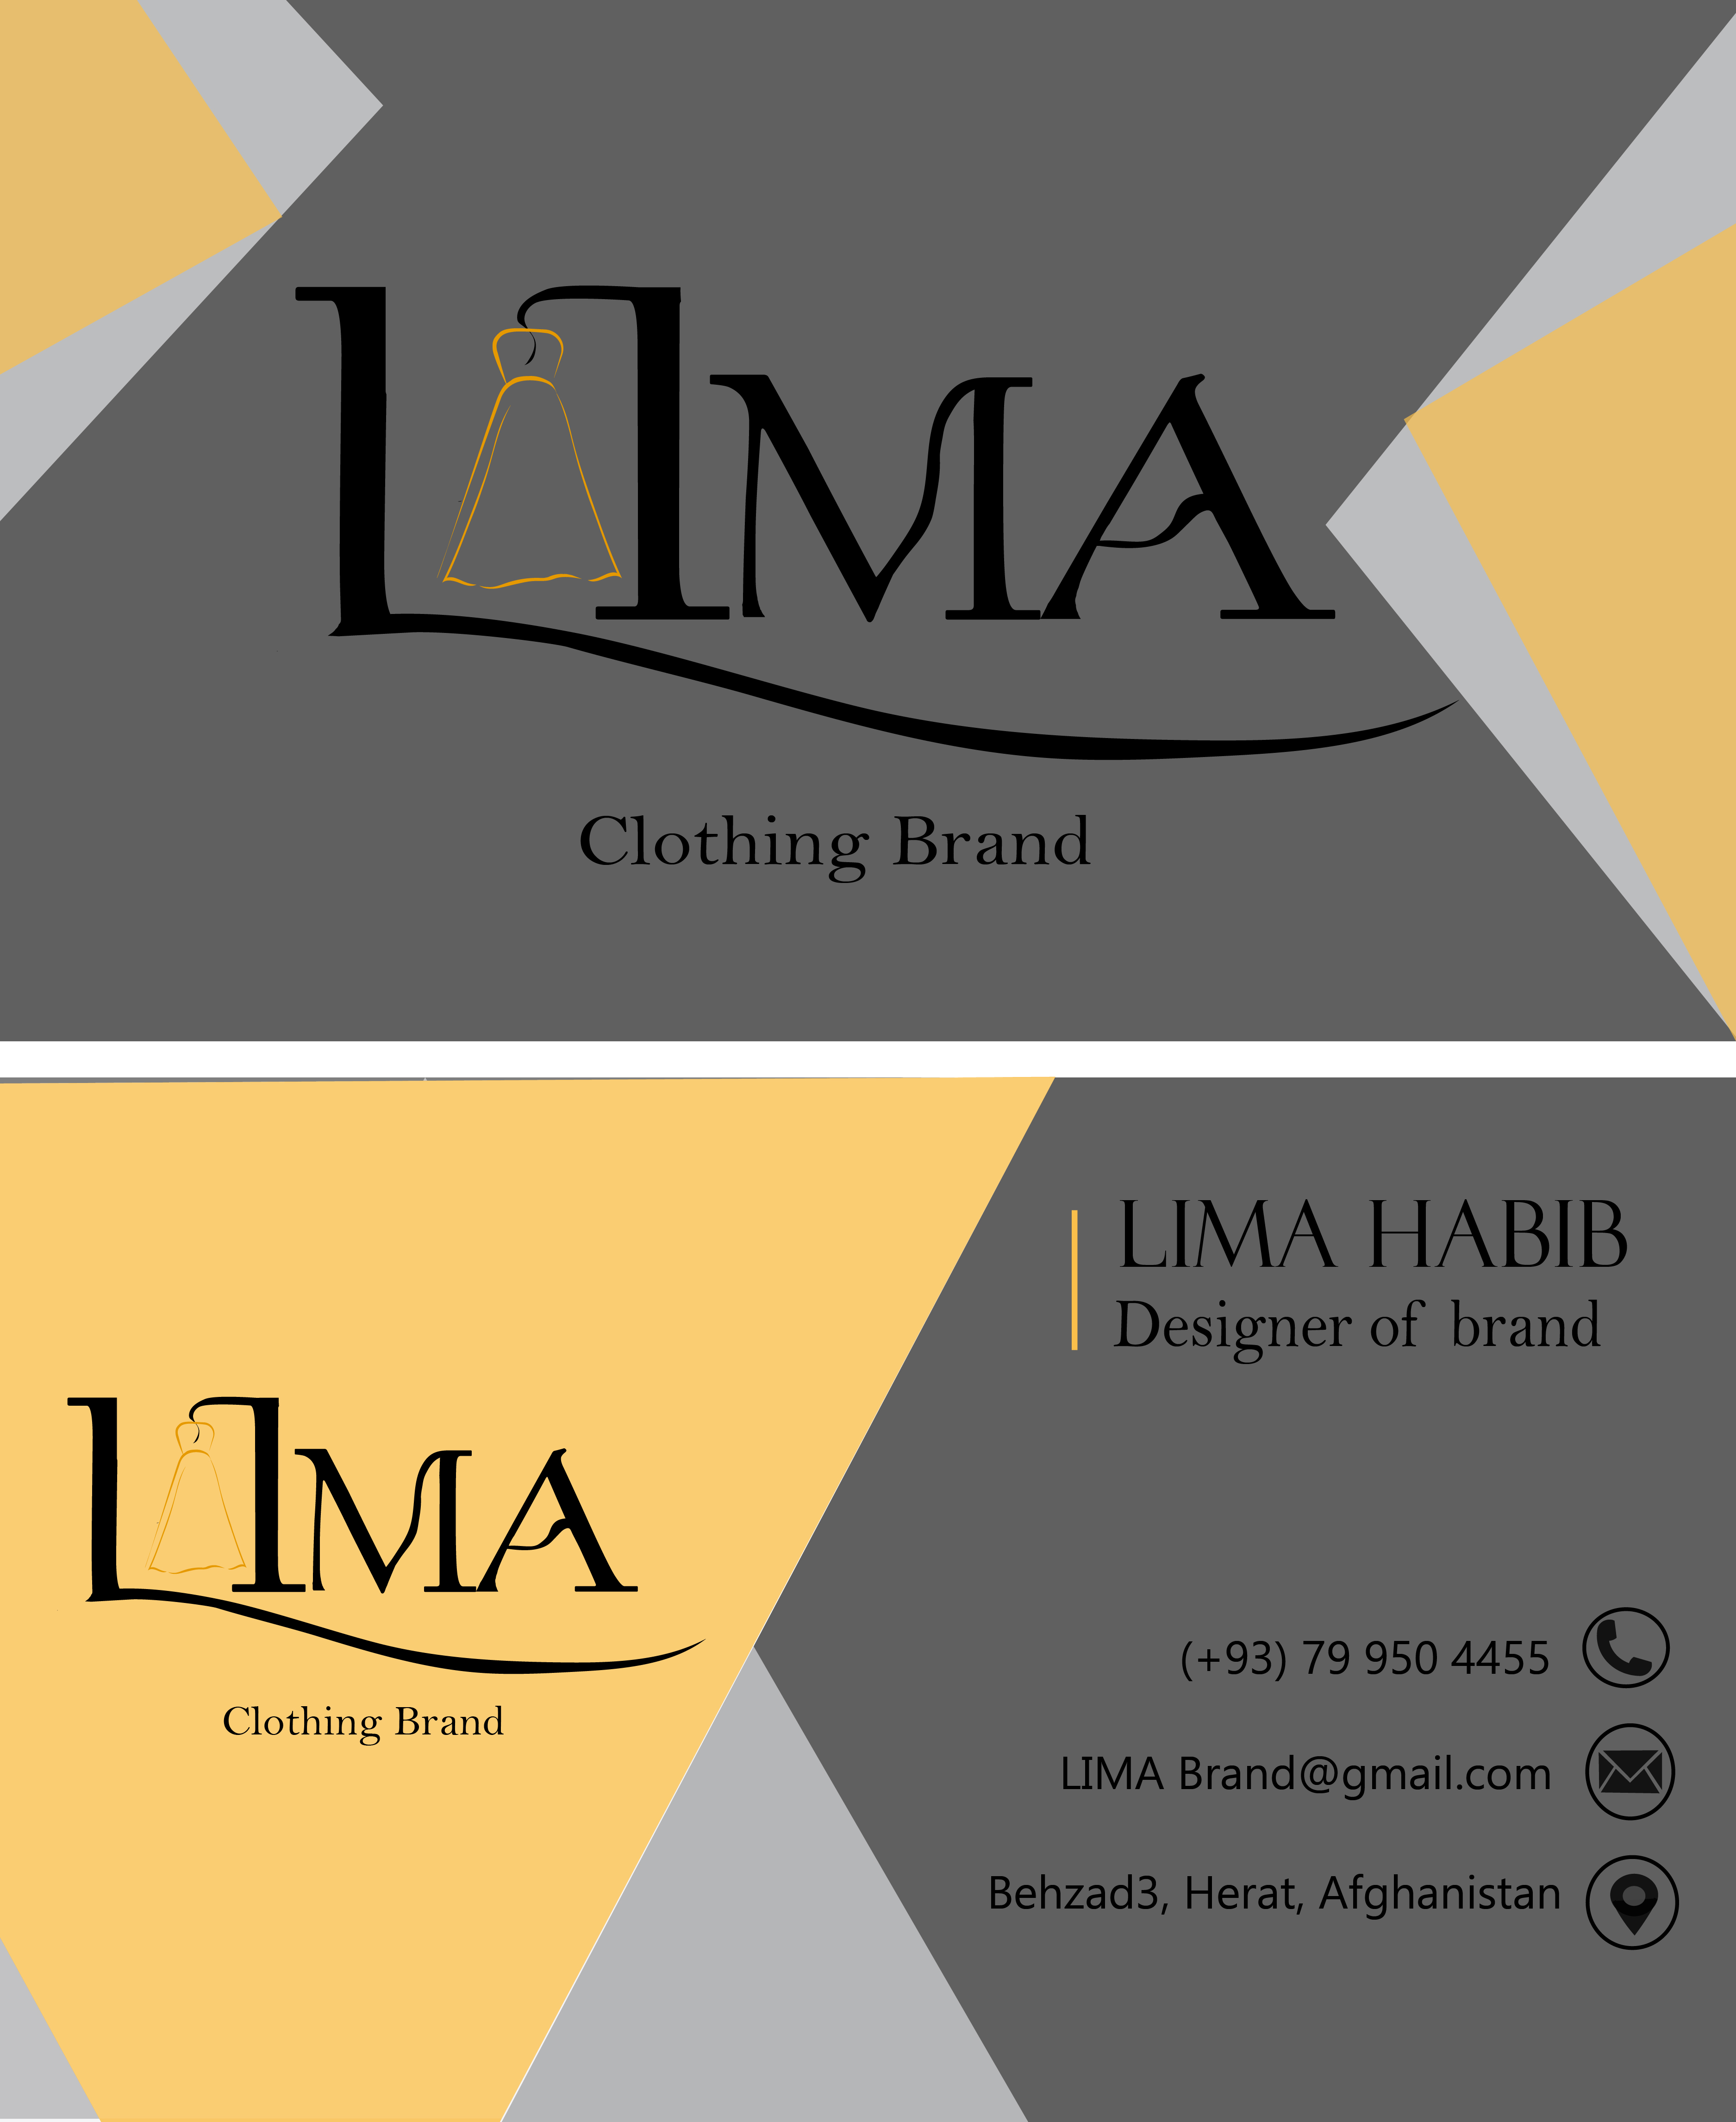 LIMA
Clothing Brand
LIMA HABIB
Designer of brand
LIMA
Clothing Brand
(+93) 79 950 4455
LIMA Brand@gmail.com
Behzad3, Herat, Afghanistan